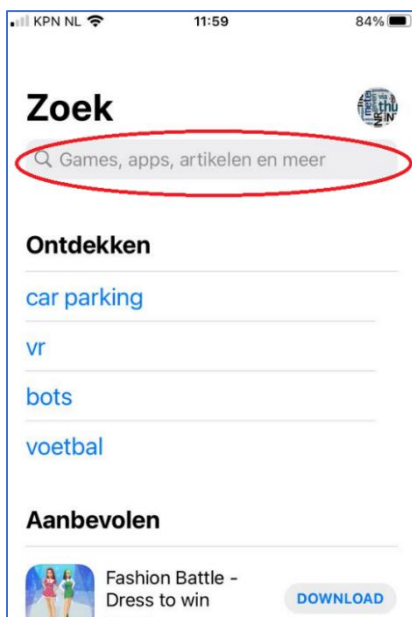 KPN NL 11:59 84%
Zoek
Games, apps, artikelen en meer
Ontdekken
car parking
vr
bots
voetbal
Aanbevolen
Fashion Battle -
Dress to win
DOWNLOAD